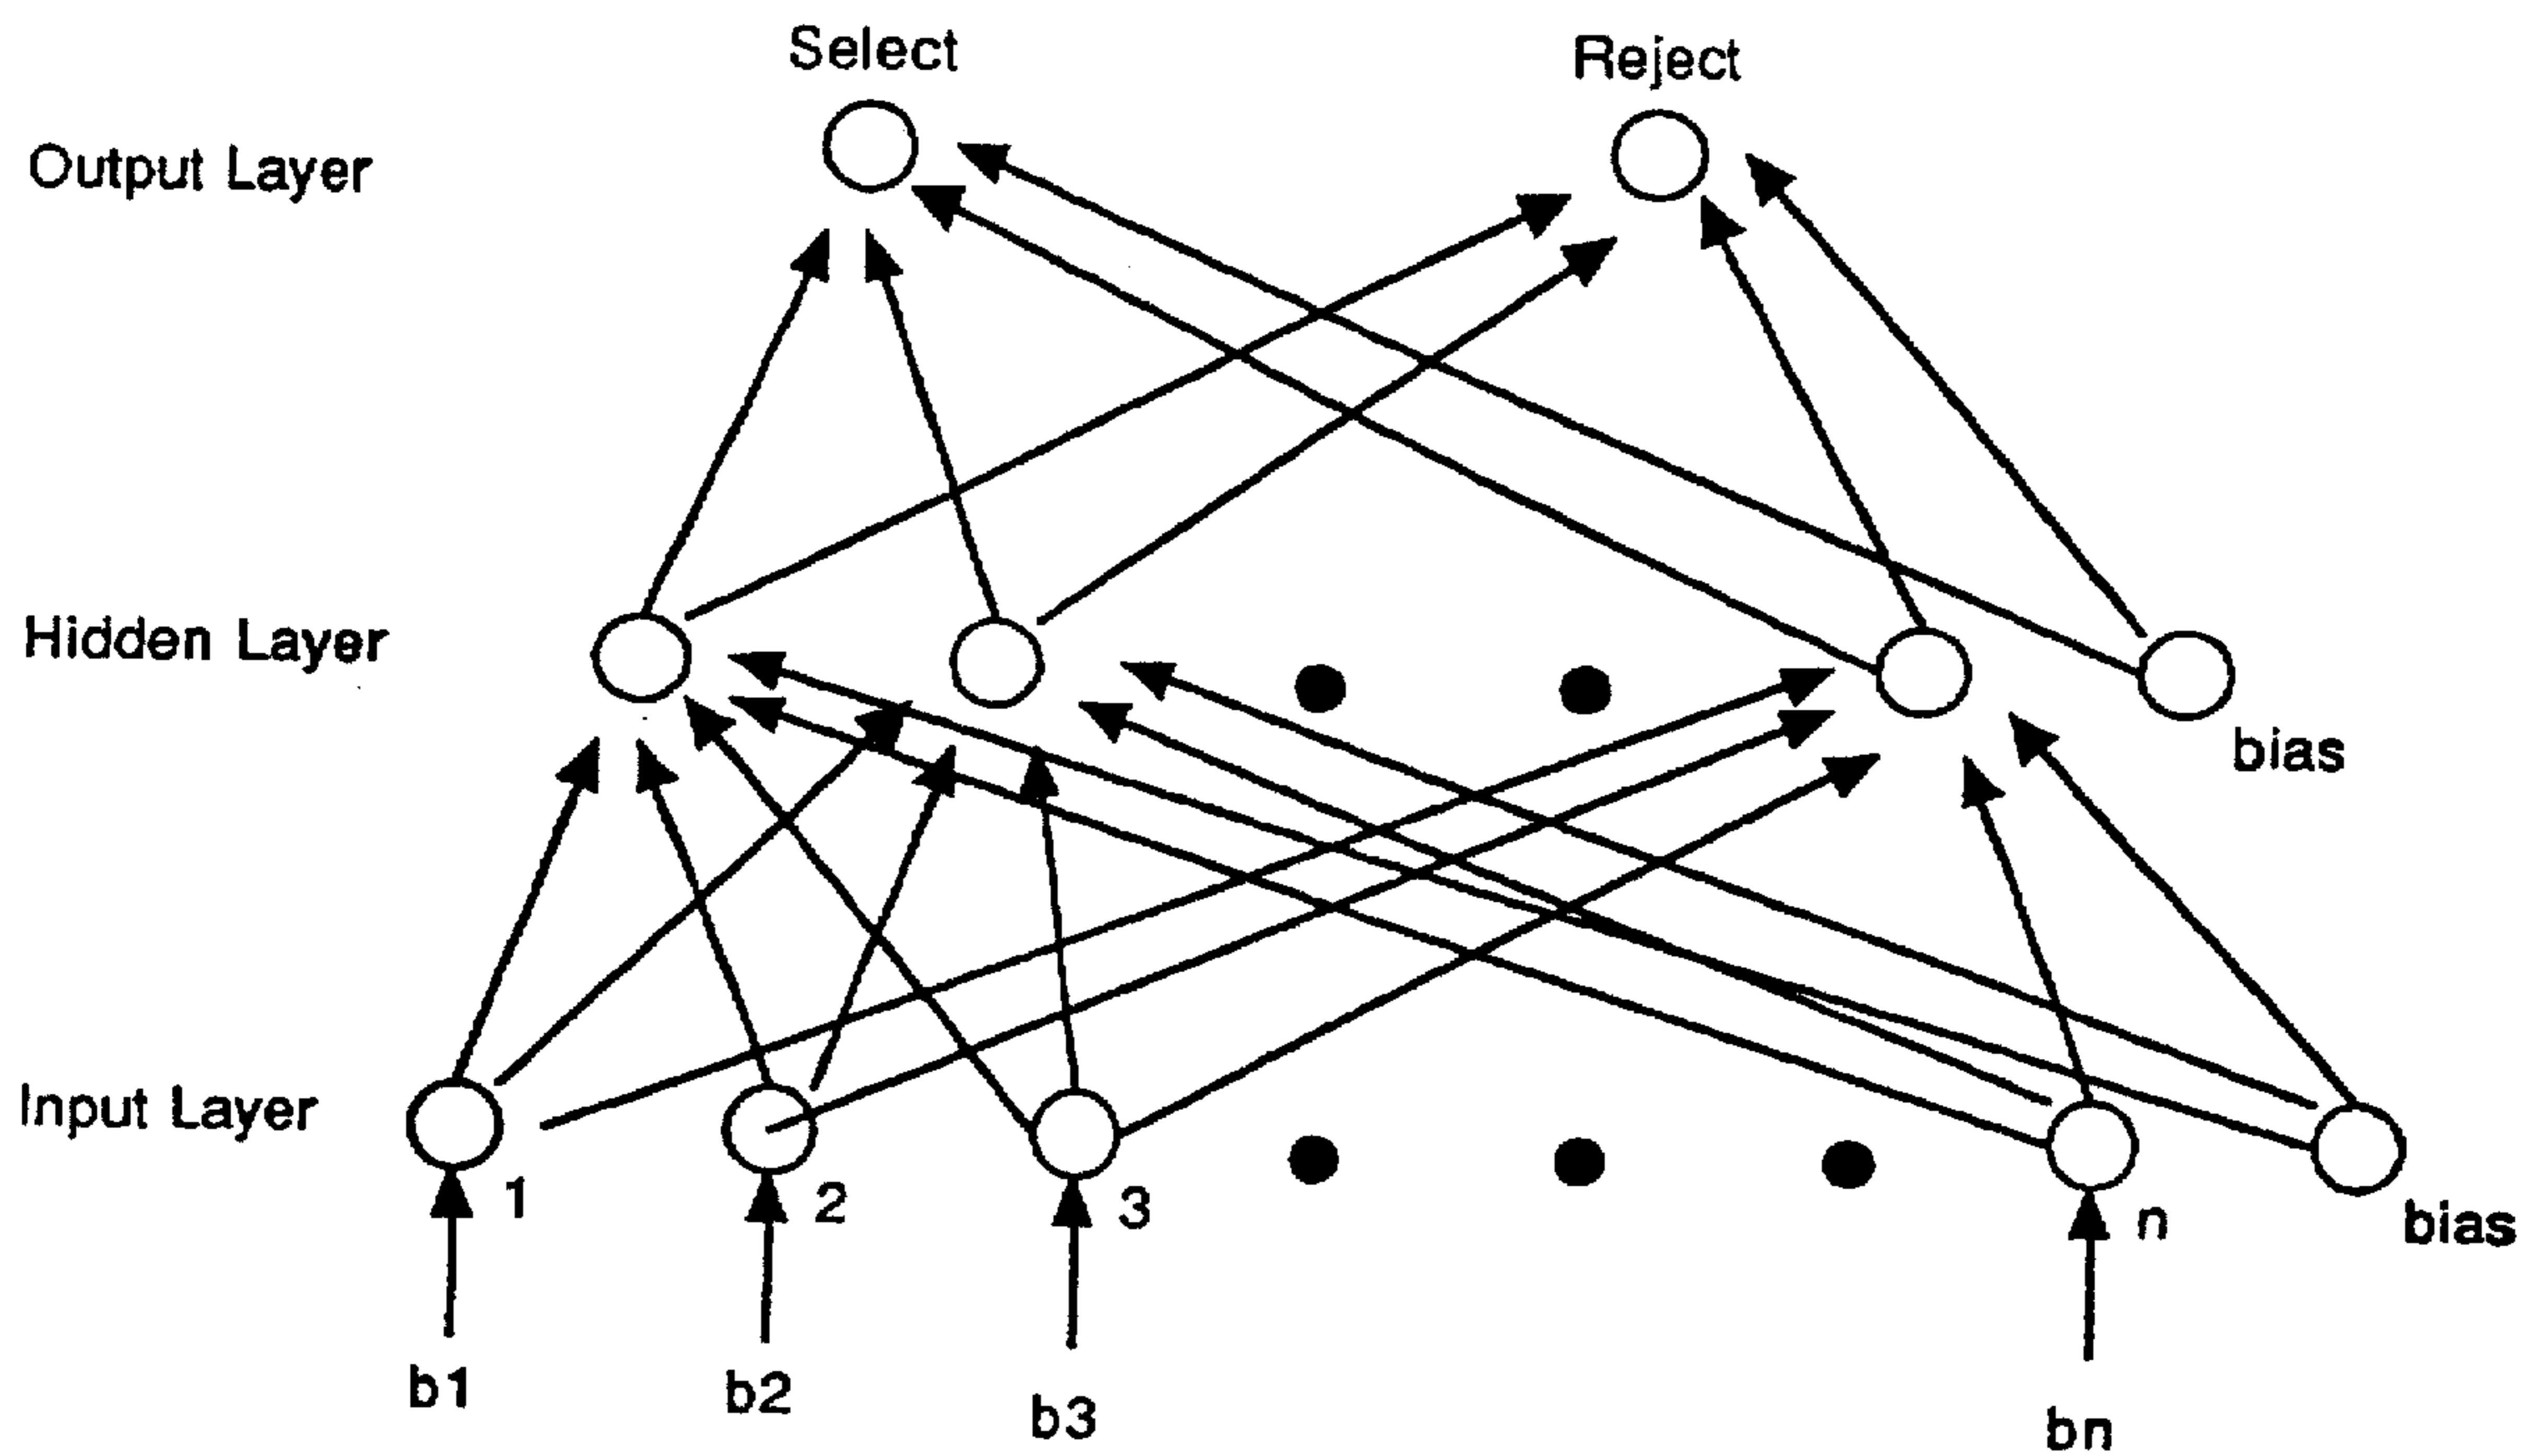 Select
Reject
Output Layer
Hidden Layer
bias
Input Layer
1
2
3
n
bias
b1
b2
b3
bn